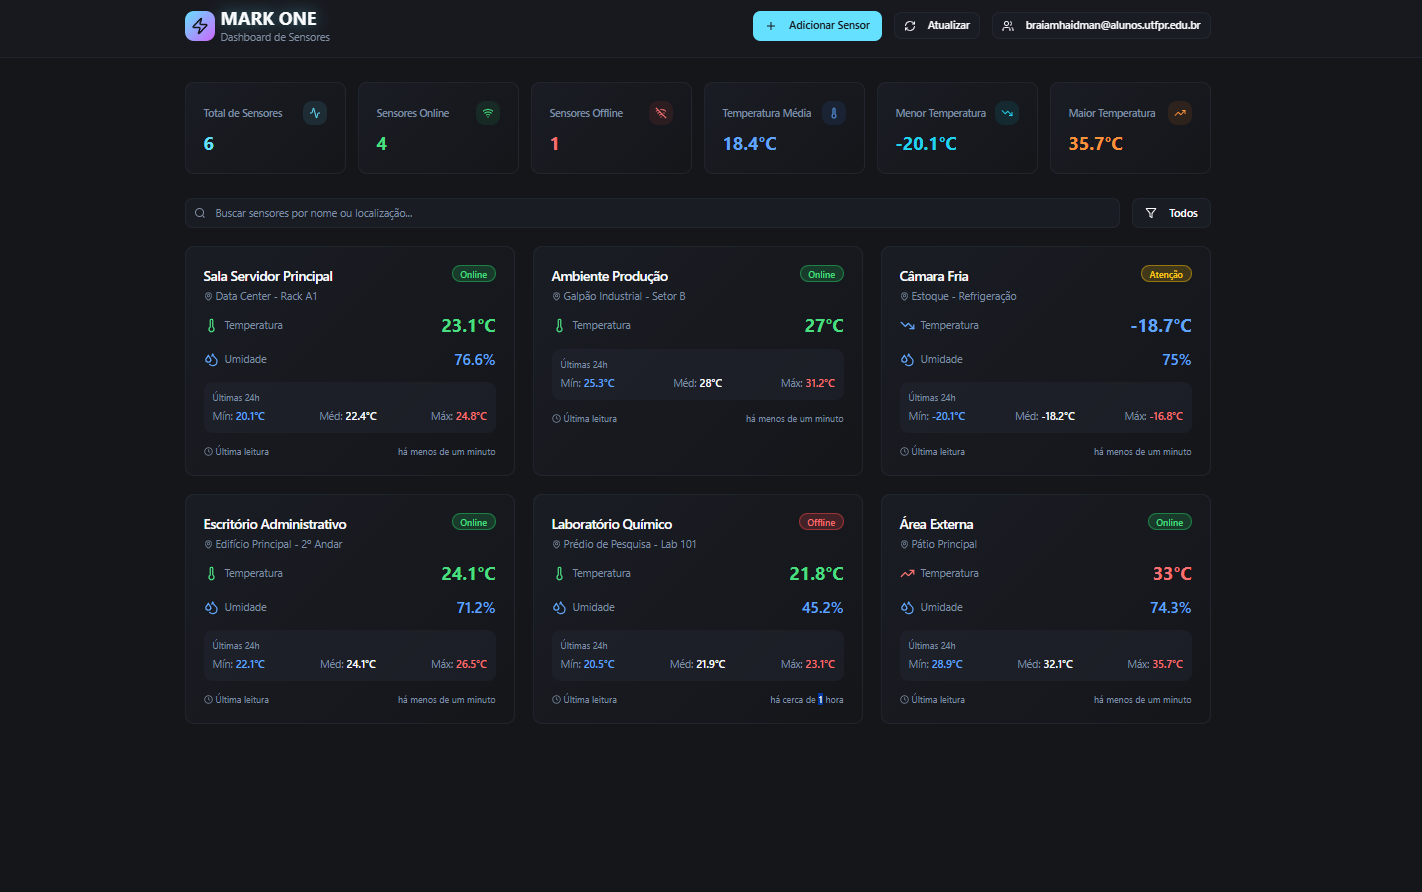 MARK ONE
Dashboard de Sensores
Adicionar Sensor
Atualizar
braiamhaidman@alunos.utfpr.edu.br
Total de Sensores
6
Sensores Online
4
Sensores Offline
1
Temperatura Média
18.4°C
Menor Temperatura
-20.1°C
Maior Temperatura
35.7°C
Buscar sensores por nome ou localização...
Todos
Sala Servidor Principal
Online
Data Center - Rack A1
Temperatura
23.1°C
Umidade
76.6%
Últimas 24h
Mín: 20.1°C Méd: 22.4°C Máx: 24.8°C
Última leitura
há menos de um minuto
Ambiente Produção
Online
Galpão Industrial - Setor B
Temperatura
27°C
Últimas 24h
Mín: 25.3°C Méd: 28°C Máx: 31.2°C
Última leitura
há menos de um minuto
Câmara Fria
Atenção
Estoque - Refrigeração
Temperatura
-18.7°C
Umidade
75%
Últimas 24h
Mín: -20.1°C Méd: -18.2°C Máx: -16.8°C
Última leitura
há menos de um minuto
Escritório Administrativo
Online
Edifício Principal - 2º Andar
Temperatura
24.1°C
Umidade
71.2%
Últimas 24h
Mín: 22.1°C Méd: 24.1°C Máx: 26.5°C
Última leitura
há menos de um minuto
Laboratório Químico
Offline
Prédio de Pesquisa - Lab 101
Temperatura
21.8°C
Umidade
45.2%
Últimas 24h
Mín: 20.5°C Méd: 21.9°C Máx: 23.1°C
Última leitura
há cerca de 1 hora
Área Externa
Online
Pátio Principal
Temperatura
33°C
Umidade
74.3%
Últimas 24h
Mín: 28.9°C Méd: 32.1°C Máx: 35.7°C
Última leitura
há menos de um minuto